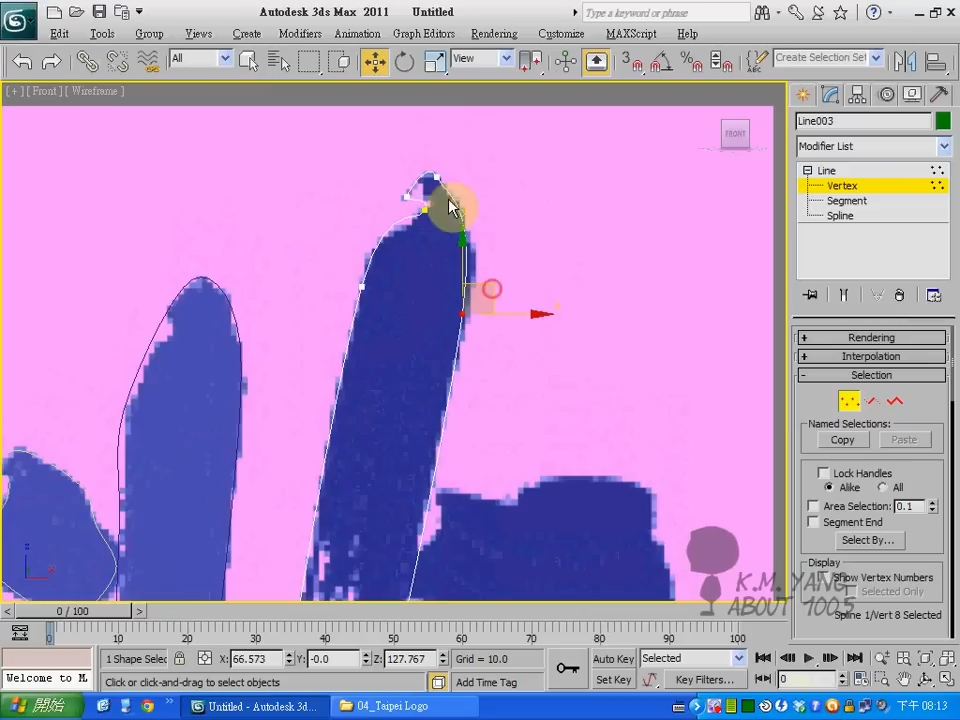 Autodesk 3ds Max 2011 Untitled
Type a keyword or phrase
Edit Tools Group Views Create Modifiers Animation Graph Editors Rendering Customize MAXScript Help
All View 3 Create Selection Set
[ + ] [ Front ] [ Wireframe ]
FRONT
Line003
Modifier List
Line
Vertex
Segment
Spline
+ Rendering
+ Interpolation
- Selection
Named Selections:
Copy Paste
Lock Handles
Alike All
Area Selection: 0.1
Segment End
Select By...
Display
Show Vertex Numbers
Selected Only
Spline 1/Vert 8 Selected
K.M. YANG
ABOUT 1005
< 0 / 100 >
0 10 20 30 40 50 60 70 80 90 100
1 Shape Selec X: 66.573 Y: -0.0 Z: 127.767 Grid = 10.0 Auto Key Selected
Welcome to M Click or click-and-drag to select objects Add Time Tag Set Key Key Filters... 0
開始 Untitled - Autodesk 3... 04_Taipei Logo 下午 08:13